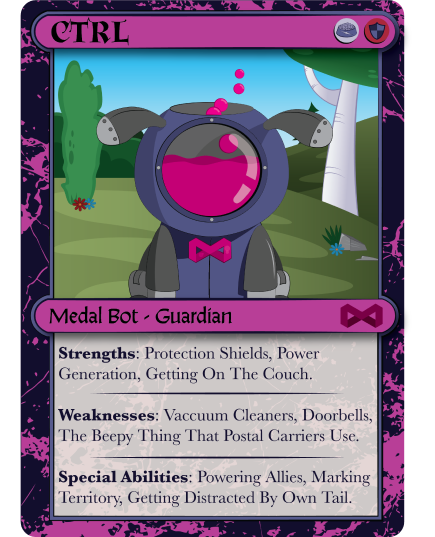 CTRL
Medal Bot - Guardian
Strengths: Protection Shields, Power
Generation, Getting On The Couch.
Weaknesses: Vaccuum Cleaners, Doorbells,
The Beepy Thing That Postal Carriers Use.
Special Abilities: Powering Allies, Marking
Territory, Getting Distracted By Own Tail.